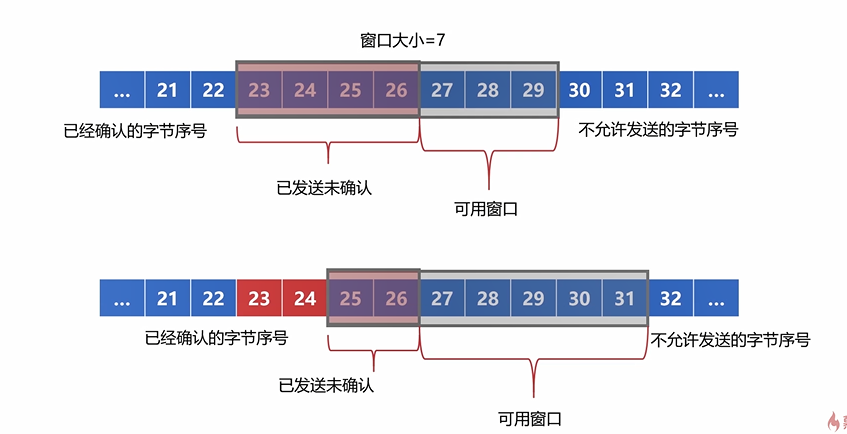 窗口大小=7
... 21 22 23 24 25 26 27 28 29 30 31 32 ...
已经确认的字节序号
不允许发送的字节序号
已发送未确认
可用窗口
... 21 22 23 24 25 26 27 28 29 30 31 32 ...
已经确认的字节序号
不允许发送的字节序号
已发送未确认
可用窗口